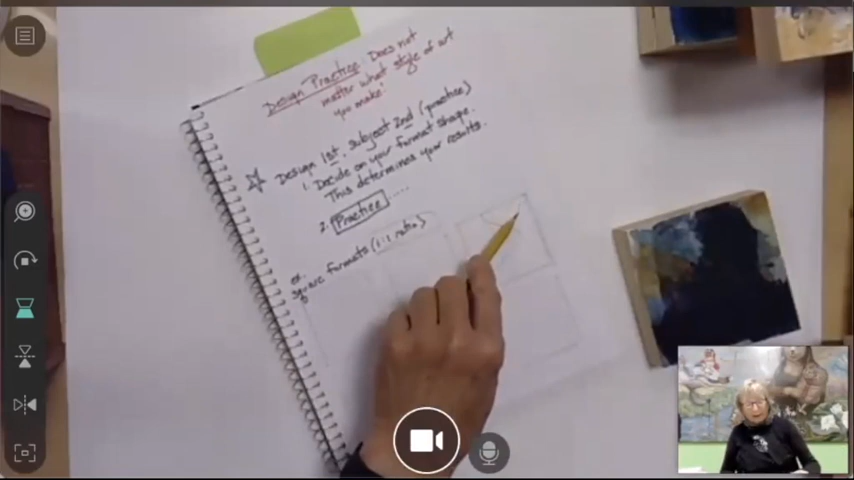 Design Practice: Does not
matter what style of art
you make!
Design 1st, subject 2nd (practice)
1. Decide on your format shape.
This determines your results.
2. Practice ....
ex.
square formats (1:1 ratio)